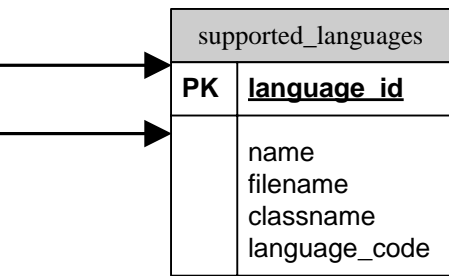 supported_languages
PK language_id
name
filename
classname
language_code